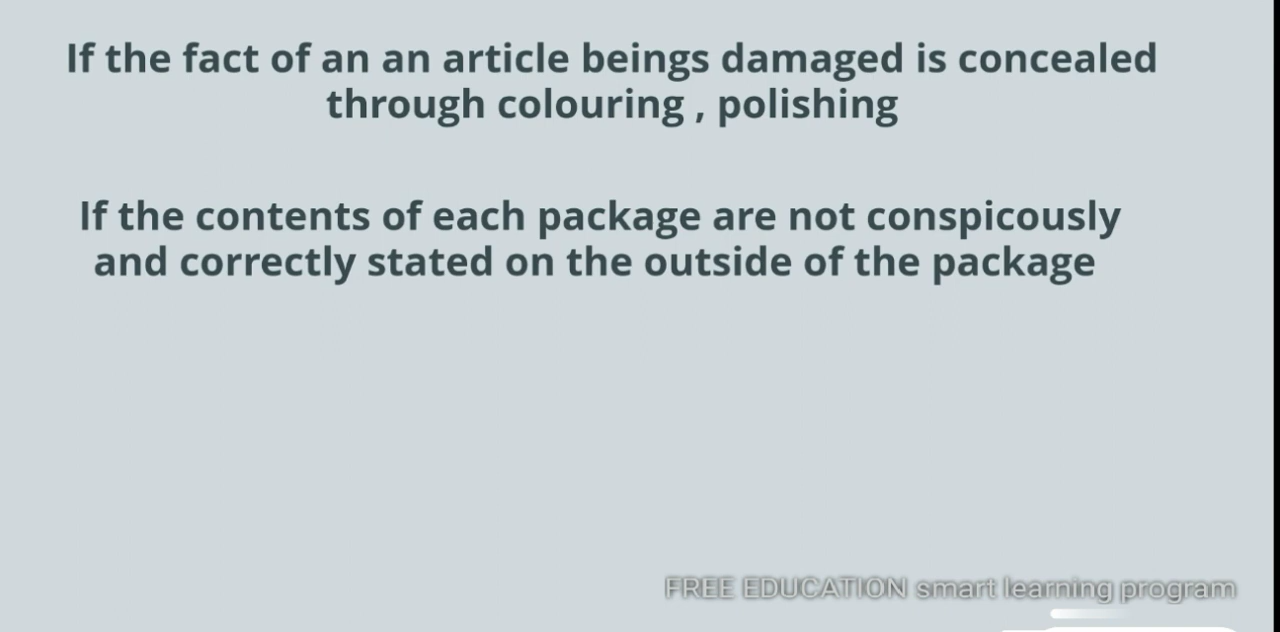 If the fact of an an article beings damaged is concealed
through colouring , polishing
If the contents of each package are not conspicously
and correctly stated on the outside of the package
FREE EDUCATION smart learning program